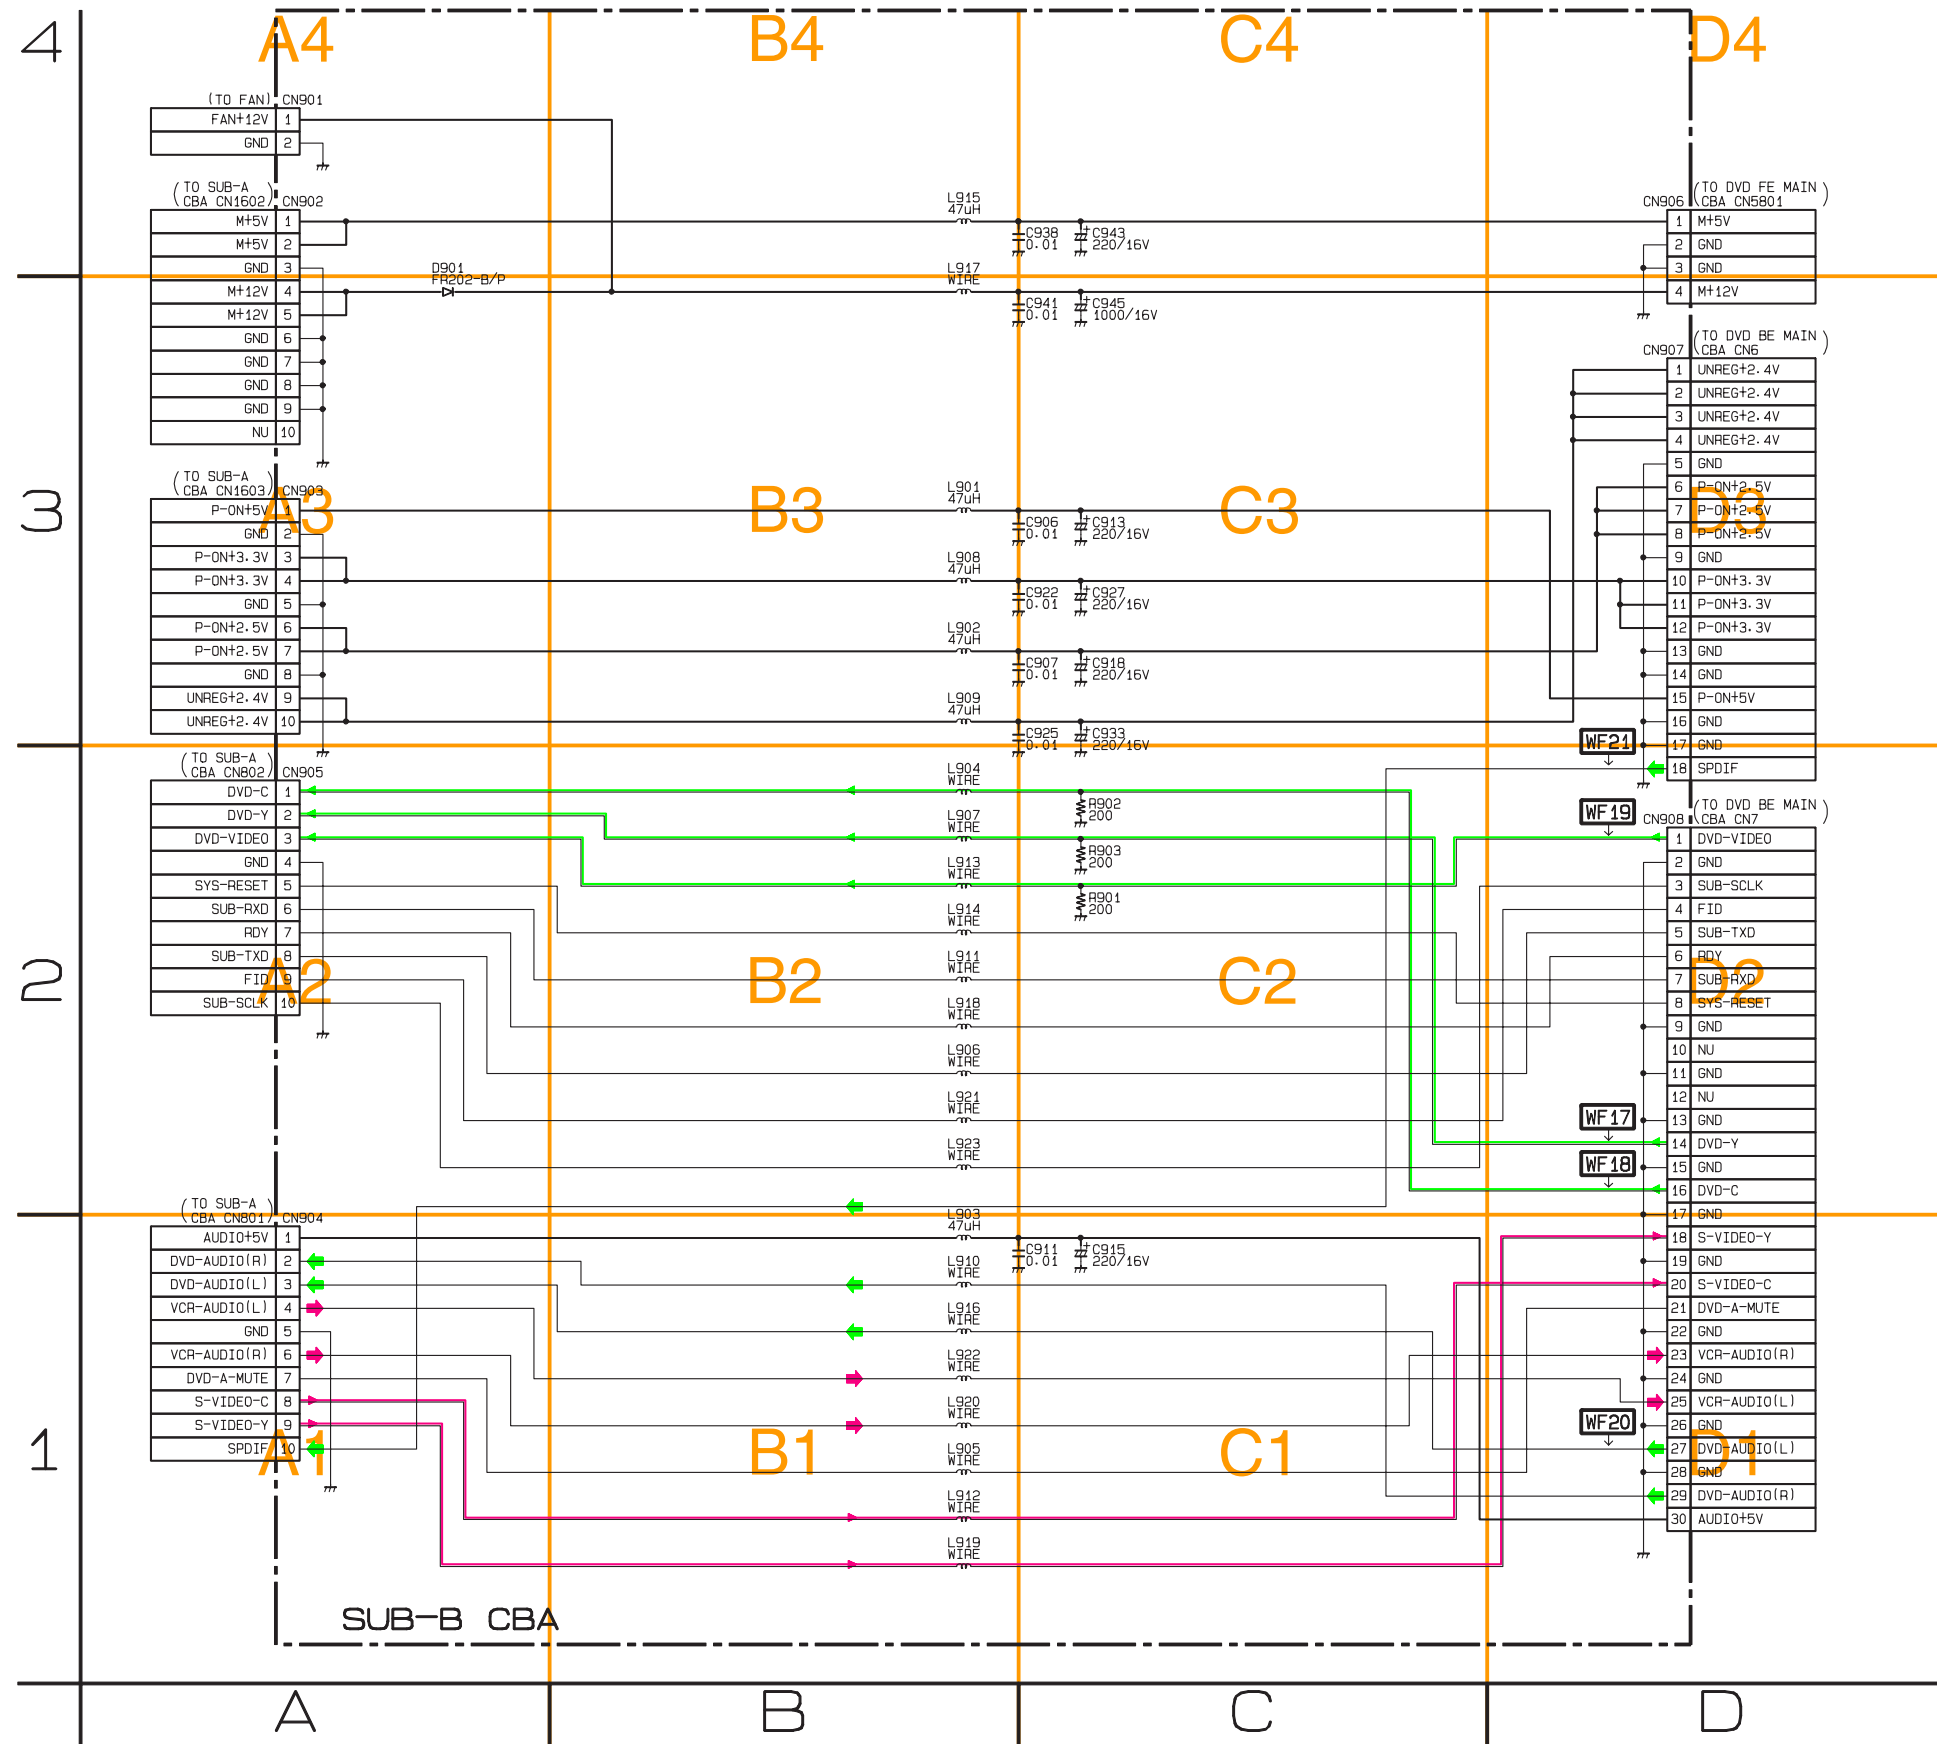 4
A4
B4
C4
D4
(TO FAN) CN901
FAN+12V 1
GND 2
(TO SUB-A
CBA CN1602) CN902
M+5V 1
M+5V 2
GND 3
M+12V 4
M+12V 5
GND 6
GND 7
GND 8
GND 9
NU 10
D901
FR202-B/P
L915
47uH
C938
0.01
+C943
220/16V
L917
WIRE
C941
0.01
+C945
1000/16V
CN906 (TO DVD FE MAIN
CBA CN5801)
1 M+5V
2 GND
3 GND
4 M+12V
CN907 (TO DVD BE MAIN
CBA CN6)
1 UNREG+2.4V
2 UNREG+2.4V
3 UNREG+2.4V
4 UNREG+2.4V
5 GND
6 P-ON+2.5V
7 P-ON+2.5V
8 P-ON+2.5V
9 GND
10 P-ON+3.3V
11 P-ON+3.3V
12 P-ON+3.3V
13 GND
14 GND
15 P-ON+5V
16 GND
17 GND
18 SPDIF
WF21
3
A3
B3
C3
D3
(TO SUB-A
CBA CN1603) CN903
P-ON+5V 1
GND 2
P-ON+3.3V 3
P-ON+3.3V 4
GND 5
P-ON+2.5V 6
P-ON+2.5V 7
GND 8
UNREG+2.4V 9
UNREG+2.4V 10
L901
47uH
C906
0.01
+C913
220/16V
L908
47uH
C922
0.01
+C927
220/16V
L902
47uH
C907
0.01
+C918
220/16V
L909
47uH
C925
0.01
+C933
220/16V
(TO SUB-A
CBA CN802) CN905
DVD-C 1
DVD-Y 2
DVD-VIDEO 3
GND 4
SYS-RESET 5
SUB-RXD 6
RDY 7
SUB-TXD 8
FID 9
SUB-SCLK 10
L904
WIRE
R902
200
L907
WIRE
R903
200
L913
WIRE
R901
200
L914
WIRE
L911
WIRE
L918
WIRE
L906
WIRE
L921
WIRE
L923
WIRE
WF19
CN908 (TO DVD BE MAIN
CBA CN7)
1 DVD-VIDEO
2 GND
3 SUB-SCLK
4 FID
5 SUB-TXD
6 RDY
7 SUB-RXD
8 SYS-RESET
9 GND
10 NU
11 GND
12 NU
13 GND
14 DVD-Y
15 GND
16 DVD-C
17 GND
18 S-VIDEO-Y
19 GND
20 S-VIDEO-C
21 DVD-A-MUTE
22 GND
23 VCR-AUDIO(R)
24 GND
25 VCR-AUDIO(L)
26 GND
27 DVD-AUDIO(L)
28 GND
29 DVD-AUDIO(R)
30 AUDIO+5V
WF17
WF18
WF20
2
A2
B2
C2
D2
(TO SUB-A
CBA CN801) CN904
AUDIO+5V 1
DVD-AUDIO(R) 2
DVD-AUDIO(L) 3
VCR-AUDIO(L) 4
GND 5
VCR-AUDIO(R) 6
DVD-A-MUTE 7
S-VIDEO-C 8
S-VIDEO-Y 9
SPDIF 10
L903
47uH
C911
0.01
+C915
220/16V
L910
WIRE
L916
WIRE
L922
WIRE
L920
WIRE
L905
WIRE
L912
WIRE
L919
WIRE
1
A1
B1
C1
D1
SUB-B CBA
A
B
C
D